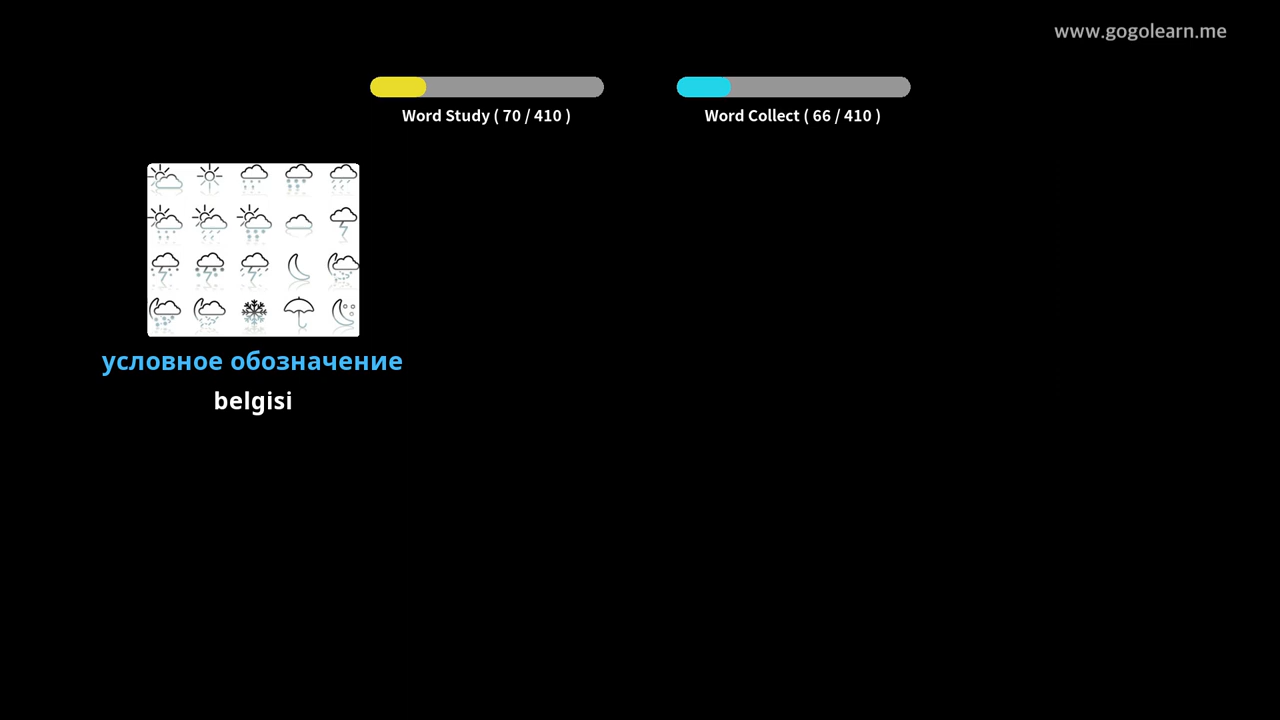 www.gogolearn.me
Word Study ( 70 / 410 )
Word Collect ( 66 / 410 )
условное обозначение
belgisi